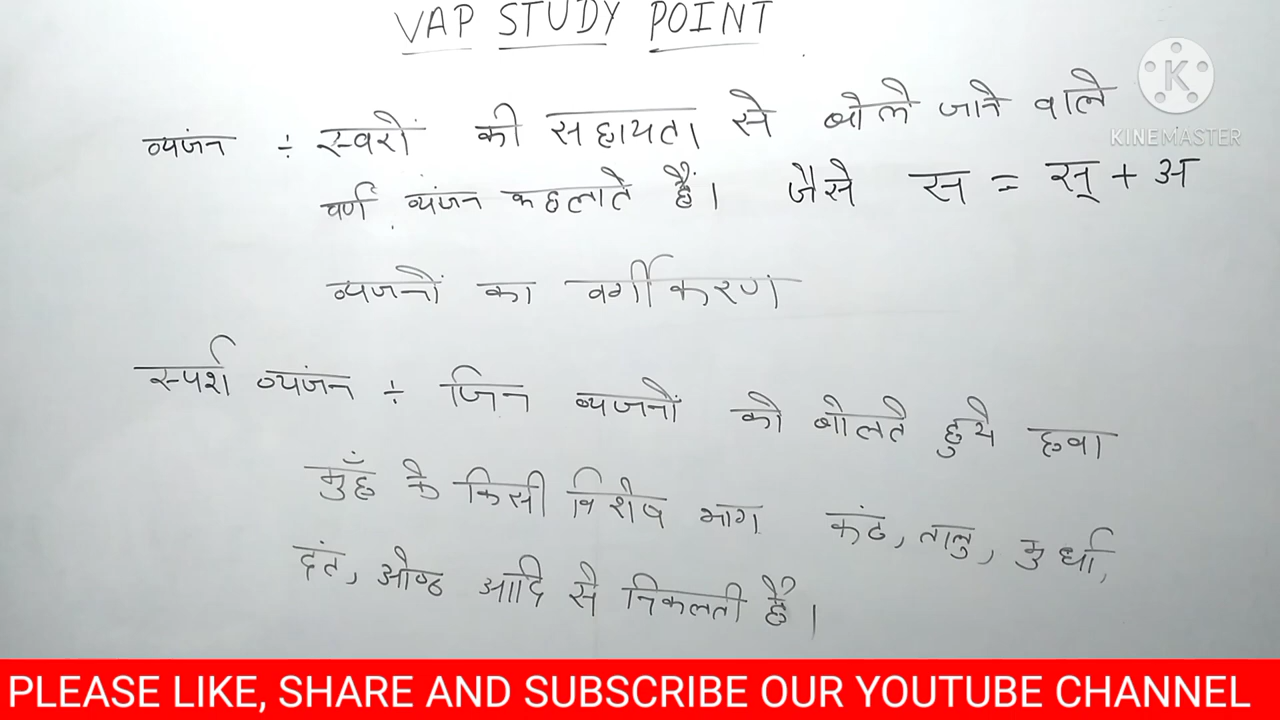 VAP STUDY POINT
K
KINEMASTER
व्यंजन ÷ स्वरों की सहायता से बोले जाने वाले
वर्ण व्यंजन कहलाते हैं। जैसे स = स् + अ
व्यजनों का वर्गीकरण
स्पर्श व्यंजन ÷ जिन व्यजनों को बोलते हुये हवा
मुँह के किसी विशेष भाग कंठ, तालु, मुर्धा,
दंत, ओष्ठ आदि से निकलती हैं।
PLEASE LIKE, SHARE AND SUBSCRIBE OUR YOUTUBE CHANNEL